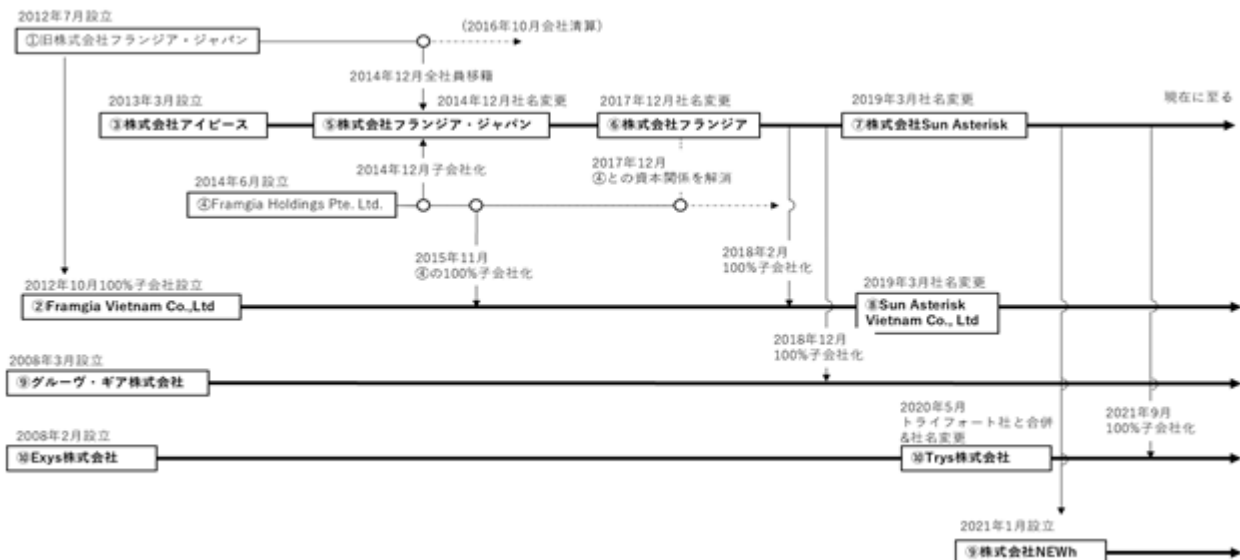 2012年7月設立
①旧株式会社フランジア・ジャパン
(2016年10月会社清算)
2014年12月全社員移籍
2013年3月設立
2014年12月社名変更
2017年12月社名変更
2019年3月社名変更
現在に至る
③株式会社アイピース
⑤株式会社フランジア・ジャパン
⑥株式会社フランジア
⑦株式会社Sun Asterisk
2014年12月子会社化
2017年12月
④との資本関係を解消
2014年6月設立
④Framgia Holdings Pte. Ltd.
2015年11月
④の100%子会社化
2018年2月
100%子会社化
2012年10月100%子会社設立
2019年3月社名変更
②Framgia Vietnam Co.,Ltd
⑧Sun Asterisk
Vietnam Co., Ltd
2018年12月
100%子会社化
2008年3月設立
⑨グルーヴ・ギア株式会社
2020年5月
トライフォート社と合併
&社名変更
2021年9月
100%子会社化
2008年2月設立
⑩Exys株式会社
⑩Trys株式会社
2021年1月設立
⑨株式会社NEWh